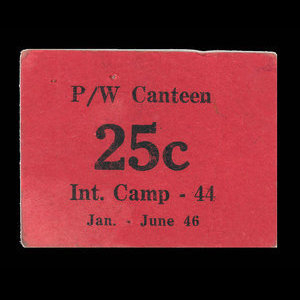 P/W Canteen
25c
Int. Camp - 44
Jan. - June 46